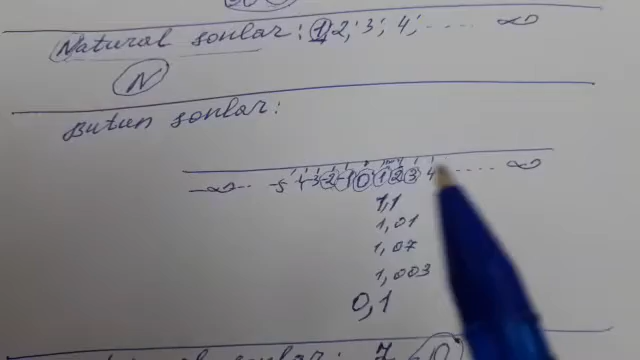 Natural sonlar: 1; 2; 3; 4; ..... ∞
N
Butun sonlar:
-∞... -5 -4 -3 -2 -1 0 1 2 3 4 ..... ∞
1,1
1,01
1,07
1,003
0,1
sonlar: